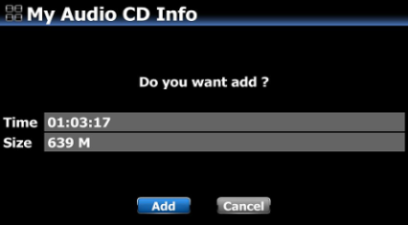 My Audio CD Info
Do you want add ?
Time 01:03:17
Size 639 M
Add Cancel